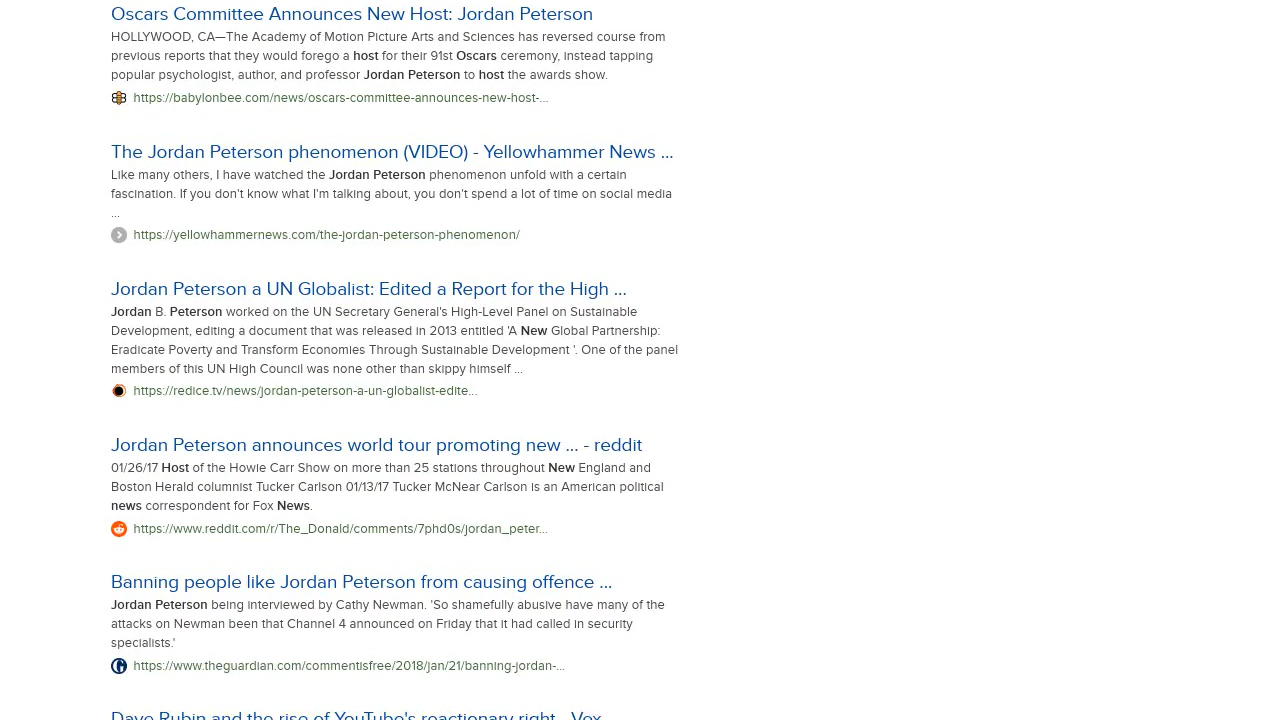 Oscars Committee Announces New Host: Jordan Peterson
HOLLYWOOD, CA—The Academy of Motion Picture Arts and Sciences has reversed course from
previous reports that they would forego a host for their 91st Oscars ceremony, instead tapping
popular psychologist, author, and professor Jordan Peterson to host the awards show.
https://babylonbee.com/news/oscars-committee-announces-new-host-...
The Jordan Peterson phenomenon (VIDEO) - Yellowhammer News ...
Like many others, I have watched the Jordan Peterson phenomenon unfold with a certain
fascination. If you don't know what I'm talking about, you don't spend a lot of time on social media
...
https://yellowhammernews.com/the-jordan-peterson-phenomenon/
Jordan Peterson a UN Globalist: Edited a Report for the High ...
Jordan B. Peterson worked on the UN Secretary General's High-Level Panel on Sustainable
Development, editing a document that was released in 2013 entitled 'A New Global Partnership:
Eradicate Poverty and Transform Economies Through Sustainable Development '. One of the panel
members of this UN High Council was none other than skippy himself ...
https://redice.tv/news/jordan-peterson-a-un-globalist-edite...
Jordan Peterson announces world tour promoting new ... - reddit
01/26/17 Host of the Howie Carr Show on more than 25 stations throughout New England and
Boston Herald columnist Tucker Carlson 01/13/17 Tucker McNear Carlson is an American political
news correspondent for Fox News.
https://www.reddit.com/r/The_Donald/comments/7phd0s/jordan_peter...
Banning people like Jordan Peterson from causing offence ...
Jordan Peterson being interviewed by Cathy Newman. 'So shamefully abusive have many of the
attacks on Newman been that Channel 4 announced on Friday that it had called in security
specialists.'
https://www.theguardian.com/commentisfree/2018/jan/21/banning-jordan-...
Dave Rubin and the rise of YouTube's reactionary right - Vox